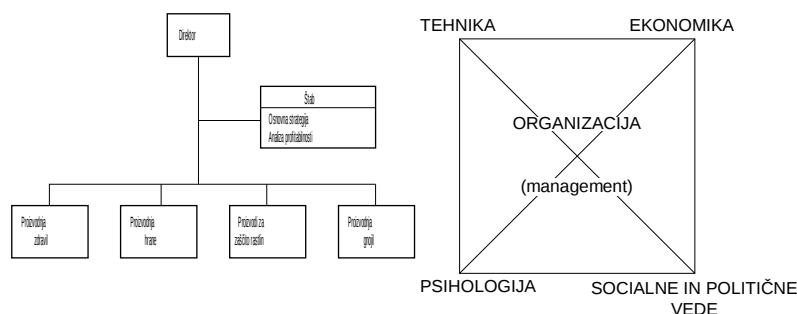 Direktor
Štab
Osnovna strategija
Analiza profitabilnosti
Proizvodnja
zdravil
Proizvodnja
hrane
Proizvodi za
zaščito rastlin
Proizvodnja
gnojil
TEHNIKA
EKONOMIKA
ORGANIZACIJA
(management)
PSIHOLOGIJA
SOCIALNE IN POLITIČNE
VEDE